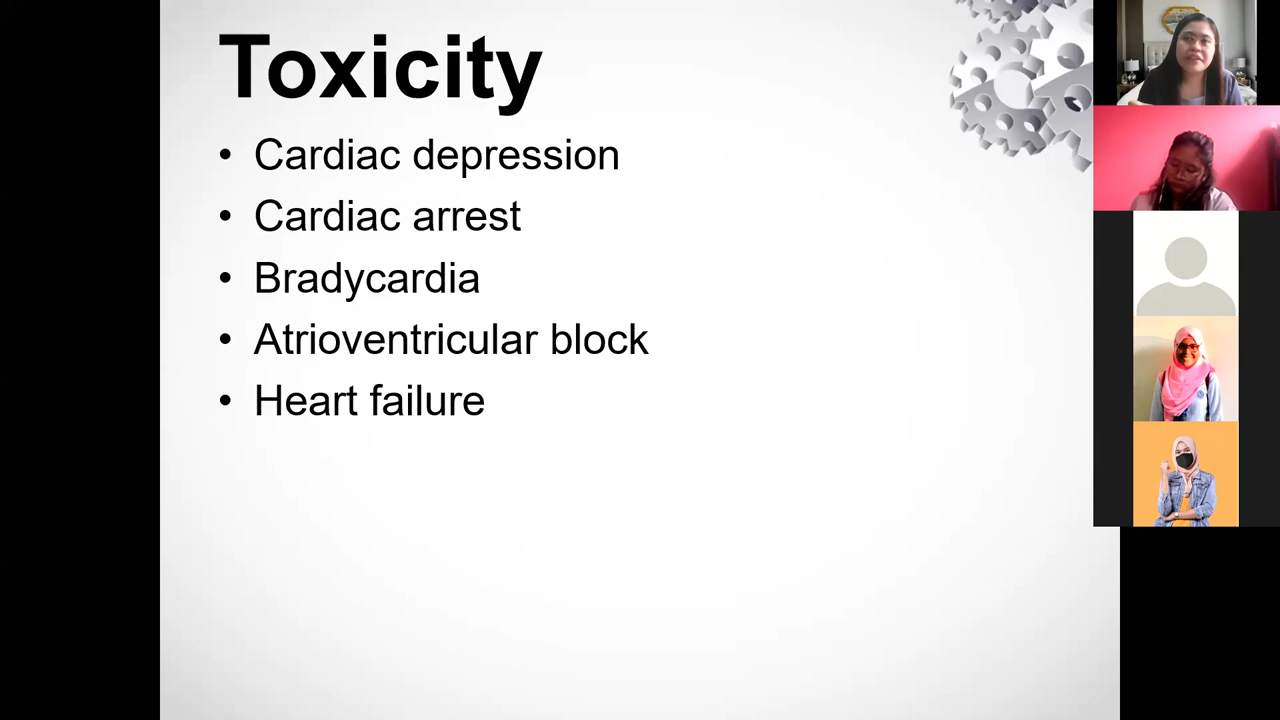 Toxicity
• Cardiac depression
• Cardiac arrest
• Bradycardia
• Atrioventricular block
• Heart failure